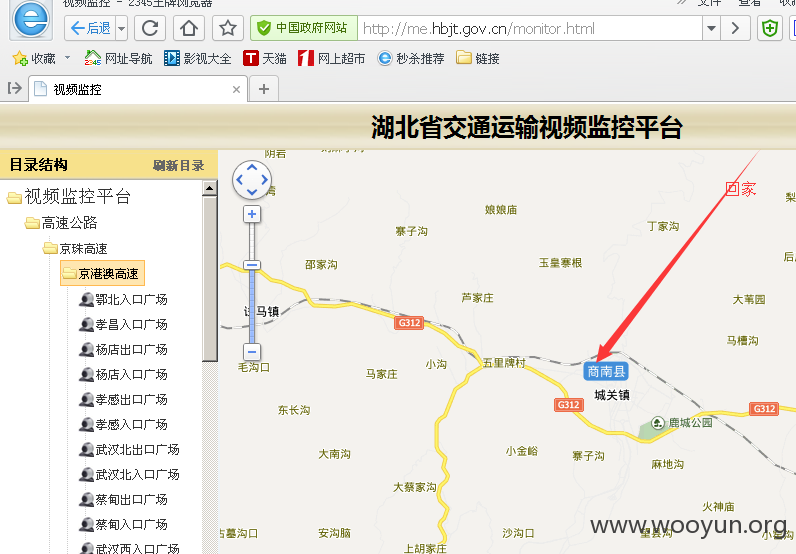 视频监控 - 2345王牌浏览器
文件 查看
后退
中国政府网站
http://me.hbjt.gov.cn/monitor.html
收藏
网址导航
影视大全
天猫
网上超市
秒杀推荐
链接
视频监控
湖北省交通运输视频监控平台
目录结构
刷新目录
视频监控平台
高速公路
京珠高速
京港澳高速
鄂北入口广场
孝昌入口广场
杨店出口广场
杨店入口广场
孝感出口广场
孝感入口广场
武汉北出口广场
武汉北入口广场
蔡甸出口广场
蔡甸入口广场
武汉西入口广场
回家
娘娘庙
寨子沟
丁家沟
邵家沟
玉皇寨根
芦家庄
大苇园
马槽沟
G312
小沟
五里牌村
商南县
毛沟口
马家庄
城关镇
G312
G312
东长沟
鹿城公园
大南沟
小金峪
寨子沟
麻地沟
大蔡家沟
火神庙
古墓沟口
安沟脑
沙沟口
上胡家庄
www.wooyun.org